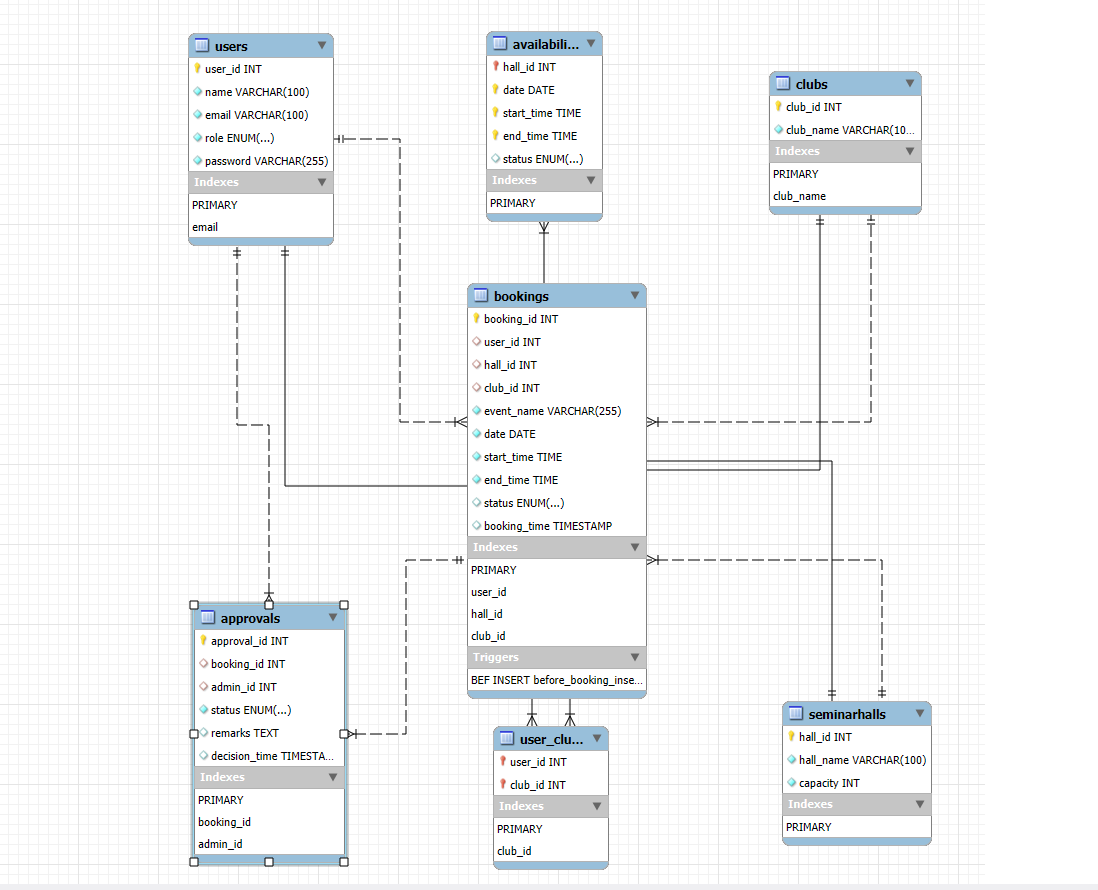 users
user_id INT
name VARCHAR(100)
email VARCHAR(100)
role ENUM(...)
password VARCHAR(255)
Indexes
PRIMARY
email
availabili...
hall_id INT
date DATE
start_time TIME
end_time TIME
status ENUM(...)
Indexes
PRIMARY
clubs
club_id INT
club_name VARCHAR(10...
Indexes
PRIMARY
club_name
bookings
booking_id INT
user_id INT
hall_id INT
club_id INT
event_name VARCHAR(255)
date DATE
start_time TIME
end_time TIME
status ENUM(...)
booking_time TIMESTAMP
Indexes
PRIMARY
user_id
hall_id
club_id
Triggers
BEF INSERT before_booking_inse...
approvals
approval_id INT
booking_id INT
admin_id INT
status ENUM(...)
remarks TEXT
decision_time TIMESTA...
Indexes
PRIMARY
booking_id
admin_id
user_clu...
user_id INT
club_id INT
Indexes
PRIMARY
club_id
seminarhalls
hall_id INT
hall_name VARCHAR(100)
capacity INT
Indexes
PRIMARY